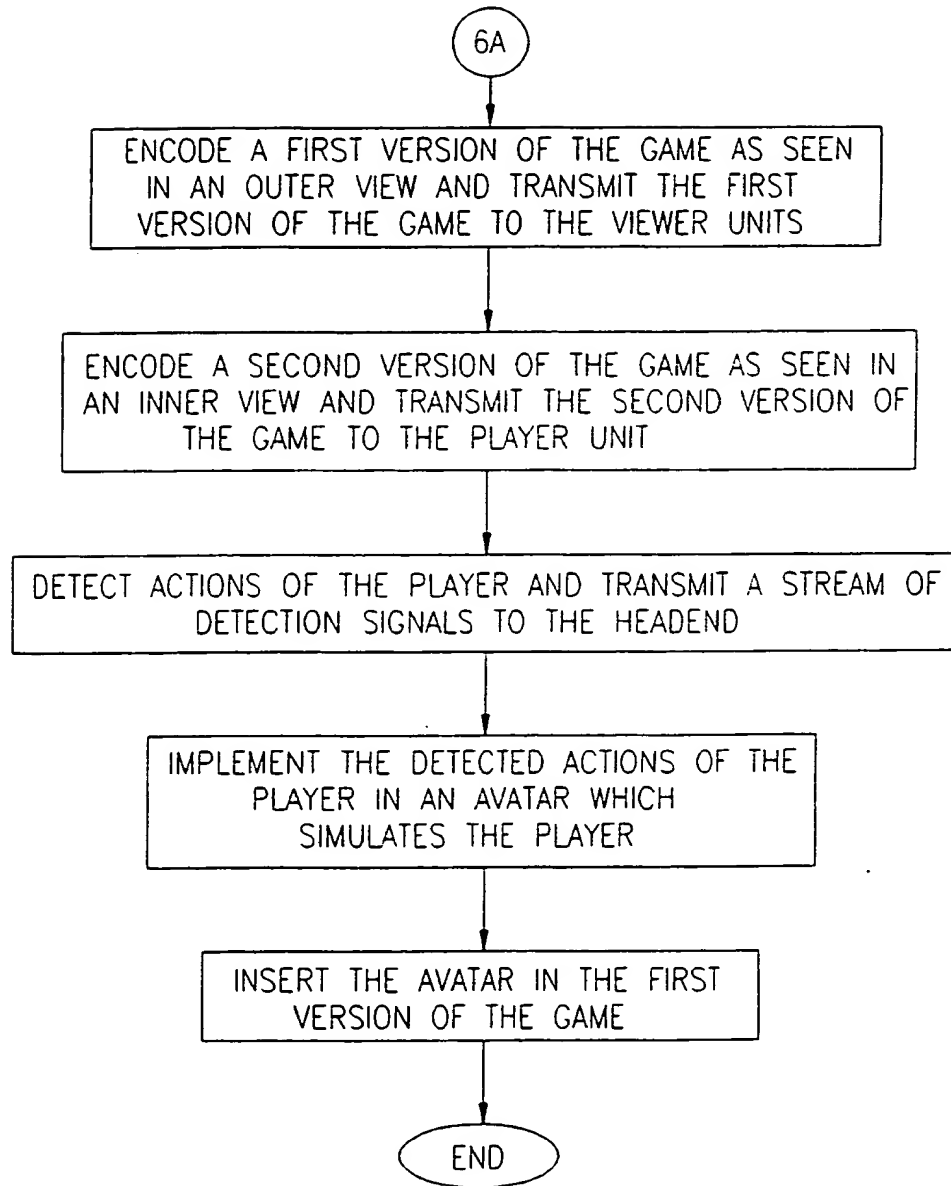 6A
ENCODE A FIRST VERSION OF THE GAME AS SEEN
IN AN OUTER VIEW AND TRANSMIT THE FIRST
VERSION OF THE GAME TO THE VIEWER UNITS
ENCODE A SECOND VERSION OF THE GAME AS SEEN IN
AN INNER VIEW AND TRANSMIT THE SECOND VERSION OF
THE GAME TO THE PLAYER UNIT
DETECT ACTIONS OF THE PLAYER AND TRANSMIT A STREAM OF
DETECTION SIGNALS TO THE HEADEND
IMPLEMENT THE DETECTED ACTIONS OF THE
PLAYER IN AN AVATAR WHICH
SIMULATES THE PLAYER
INSERT THE AVATAR IN THE FIRST
VERSION OF THE GAME
END